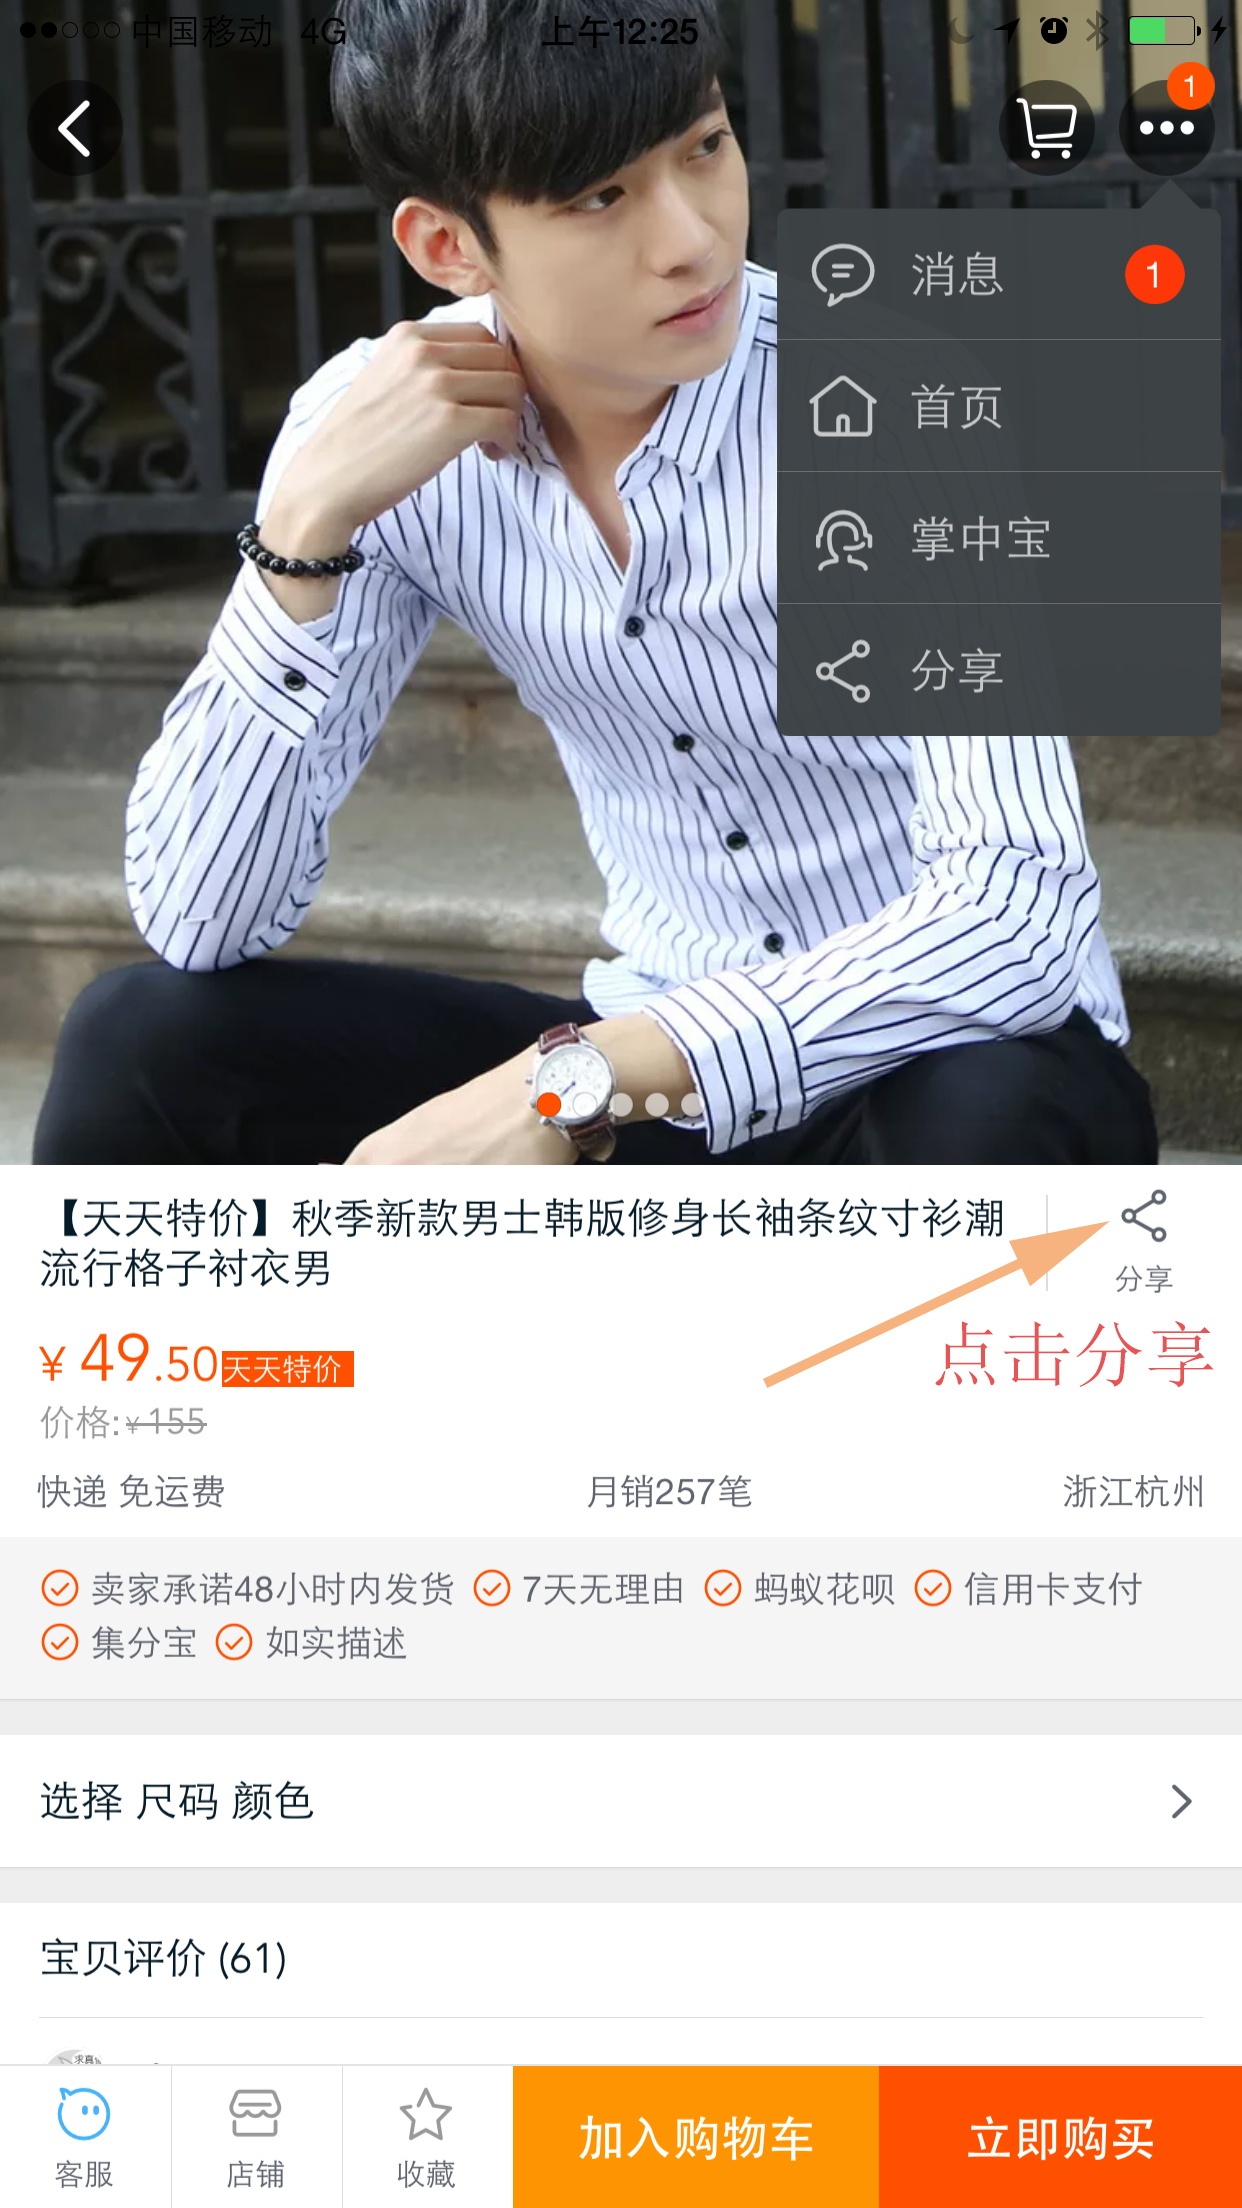 中国移动 4G 上午12:25
1
消息 1
首页
掌中宝
分享
【天天特价】秋季新款男士韩版修身长袖条纹寸衫潮
流行格子衬衣男
分享
点击分享
¥ 49.50 天天特价
价格:¥155
快递 免运费 月销257笔 浙江杭州
卖家承诺48小时内发货 7天无理由 蚂蚁花呗 信用卡支付
集分宝 如实描述
选择 尺码 颜色
宝贝评价 (61)
求真
客服 店铺 收藏 加入购物车 立即购买